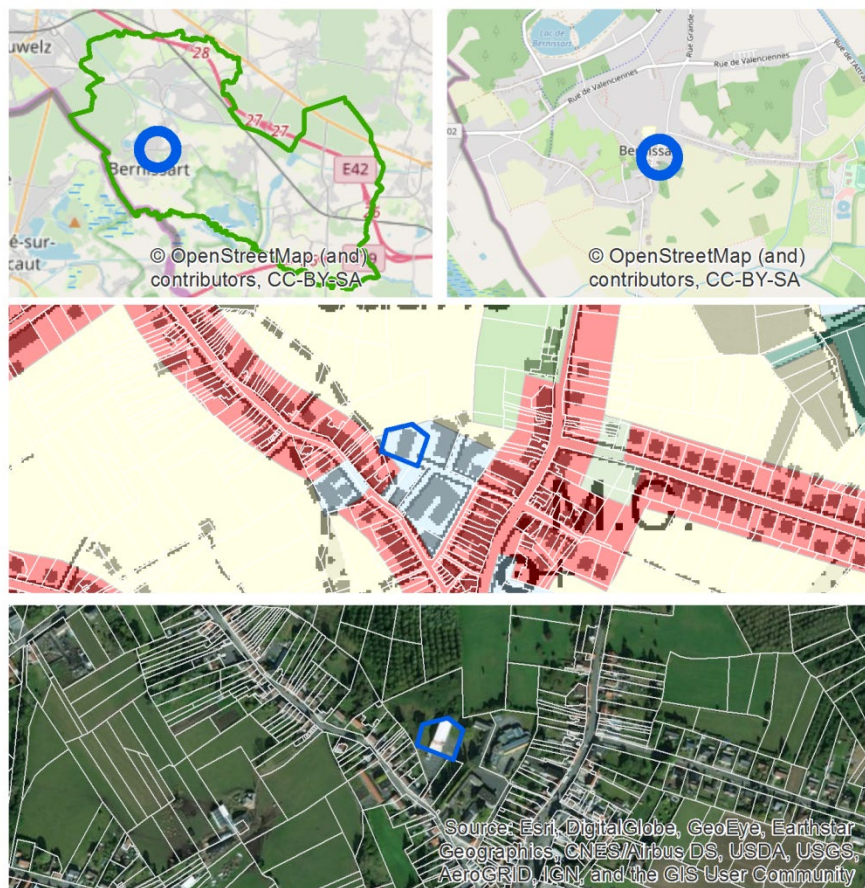 uwelz
28
27
27
Bernissart
E42
é-sur-
caut
© OpenStreetMap (and)
contributors, CC-BY-SA
Lac de
Bernissart
Rue Grande
Rue de Valenciennes
Rue de Valenciennes
02
Bernissa
© OpenStreetMap (and)
contributors, CC-BY-SA
M.C.
Source: Esri, DigitalGlobe, GeoEye, Earthstar
Geographics, CNES/Airbus DS, USDA, USGS,
AeroGRID, IGN, and the GIS User Community